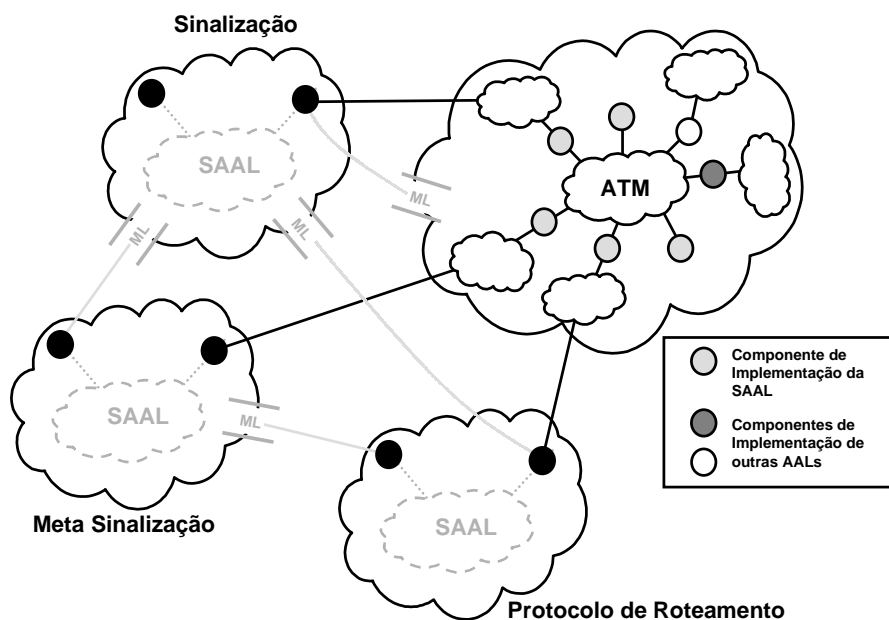 Sinalização
SAAL
ATM
ML
ML
ML
Componente de
Implementação da
SAAL
Componentes de
Implementação de
outras AALs
SAAL
ML
Meta Sinalização
SAAL
Protocolo de Roteamento